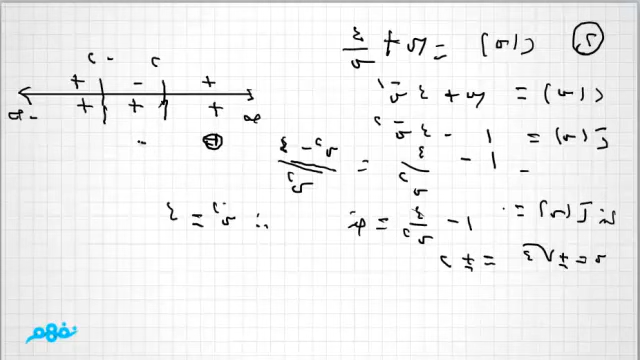 د(س) = س + ٤/س
د(س) = س + ٤ س⁻¹
دَ(س) = ١ - ٤ س⁻²
= ١ - ٤/س² = (س² - ٤)/س²
دَ(س) = ٠
١ - ٤/س² = صفر
∴ س² = ٤
س = ± √٤ = ± ٢
-٢ ٢
+ - +
-∞ + + + ∞
- +
نفهم